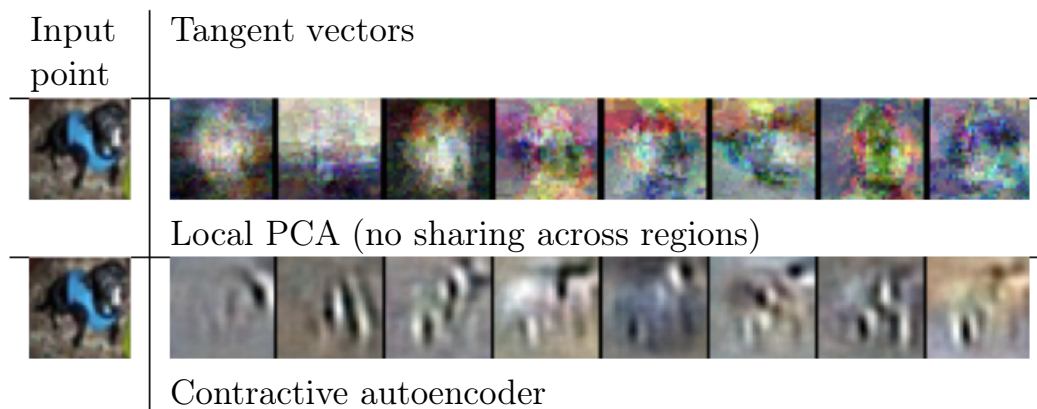 Input point
Tangent vectors
Local PCA (no sharing across regions)
Contractive autoencoder